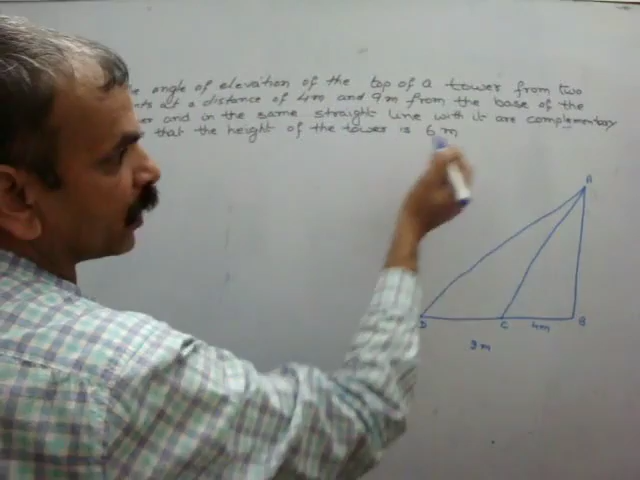 e angle of elevation of the top of a tower from two
nts at a distance of 4m and 9m from the base of the
er and in the same straight line with it are complementary
that the height of the tower is 6 m
A
D C 4m B
9m